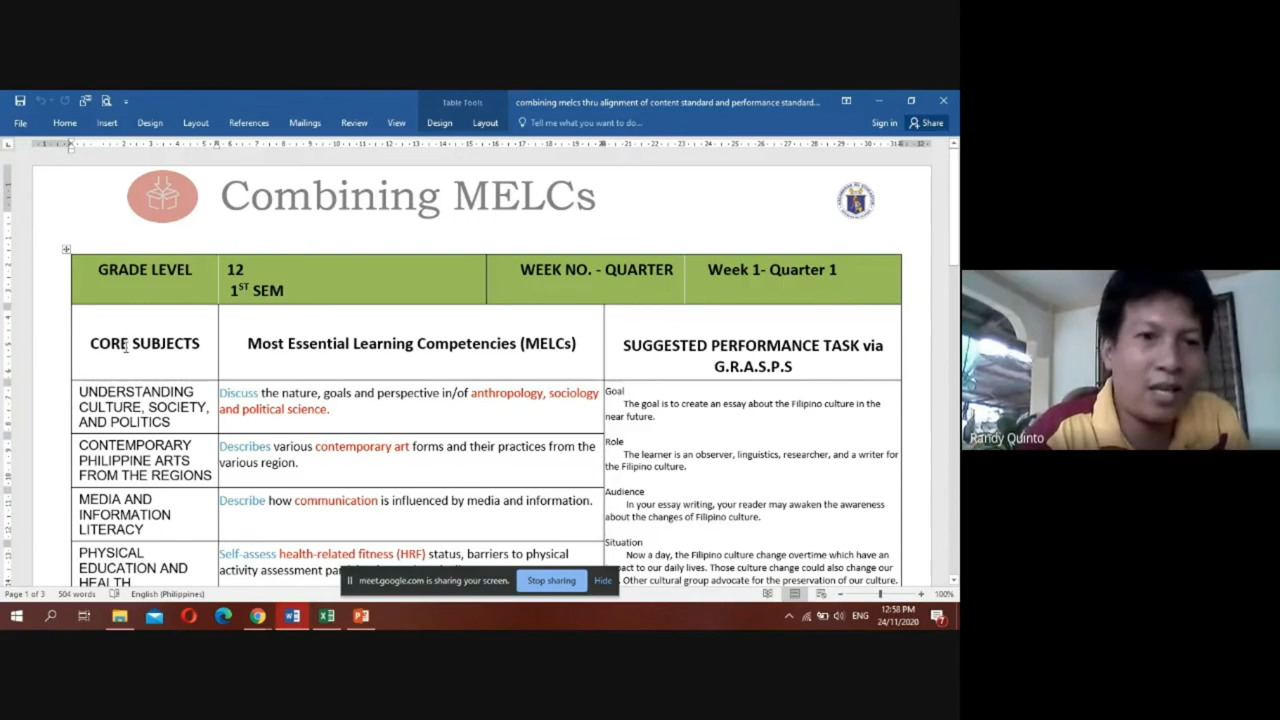 Table Tools
combining melcs thru alignment of content standard and performance standard...
File Home Insert Design Layout References Mailings Review View Design Layout Tell me what you want to do... Sign in Share
Combining MELCs
GRADE LEVEL
12
1ST SEM
WEEK NO. - QUARTER
Week 1- Quarter 1
CORE SUBJECTS
Most Essential Learning Competencies (MELCs)
SUGGESTED PERFORMANCE TASK via
G.R.A.S.P.S
UNDERSTANDING
CULTURE, SOCIETY,
AND POLITICS
Discuss the nature, goals and perspective in/of anthropology, sociology
and political science.
CONTEMPORARY
PHILIPPINE ARTS
FROM THE REGIONS
Describes various contemporary art forms and their practices from the
various region.
MEDIA AND
INFORMATION
LITERACY
Describe how communication is influenced by media and information.
PHYSICAL
EDUCATION AND
HEALTH
Self-assess health-related fitness (HRF) status, barriers to physical
activity assessment
Goal
The goal is to create an essay about the Filipino culture in the
near future.
Role
The learner is an observer, linguistics, researcher, and a writer for
the Filipino culture.
Audience
In your essay writing, your reader may awaken the awareness
about the changes of Filipino culture.
Situation
Now a day, the Filipino culture change overtime which have an
to our daily lives. Those culture change could also change our
Other cultural group advocate for the preservation of our culture.
meet.google.com is sharing your screen. Stop sharing Hide
Page 1 of 3 504 words English (Philippines) 100%
ENG
12:58 PM
24/11/2020
7
Randy Quinto